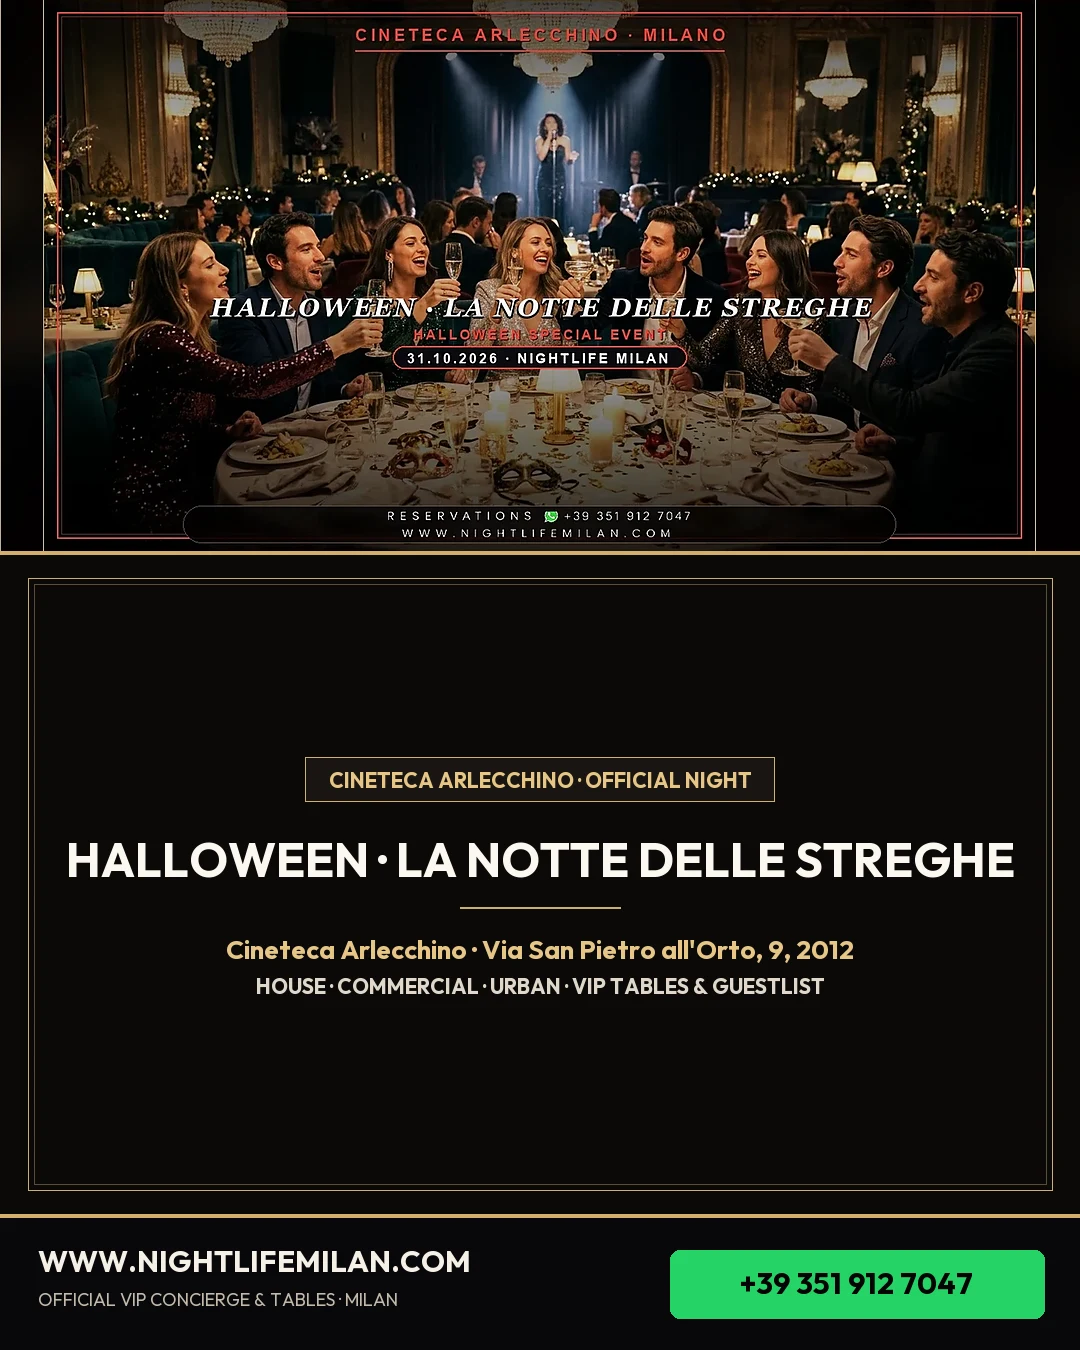 CINETECA ARLECCHINO · MILANO
HALLOWEEN · LA NOTTE DELLE STREGHE
HALLOWEEN SPECIAL EVENT
31.10.2026 · NIGHTLIFE MILAN
RESERVATIONS +39 351 912 7047
WWW.NIGHTLIFEMILAN.COM
CINETECA ARLECCHINO · OFFICIAL NIGHT
HALLOWEEN · LA NOTTE DELLE STREGHE
Cineteca Arlecchino · Via San Pietro all'Orto, 9, 2012
HOUSE · COMMERCIAL · URBAN · VIP TABLES & GUESTLIST
WWW.NIGHTLIFEMILAN.COM
OFFICIAL VIP CONCIERGE & TABLES · MILAN
+39 351 912 7047